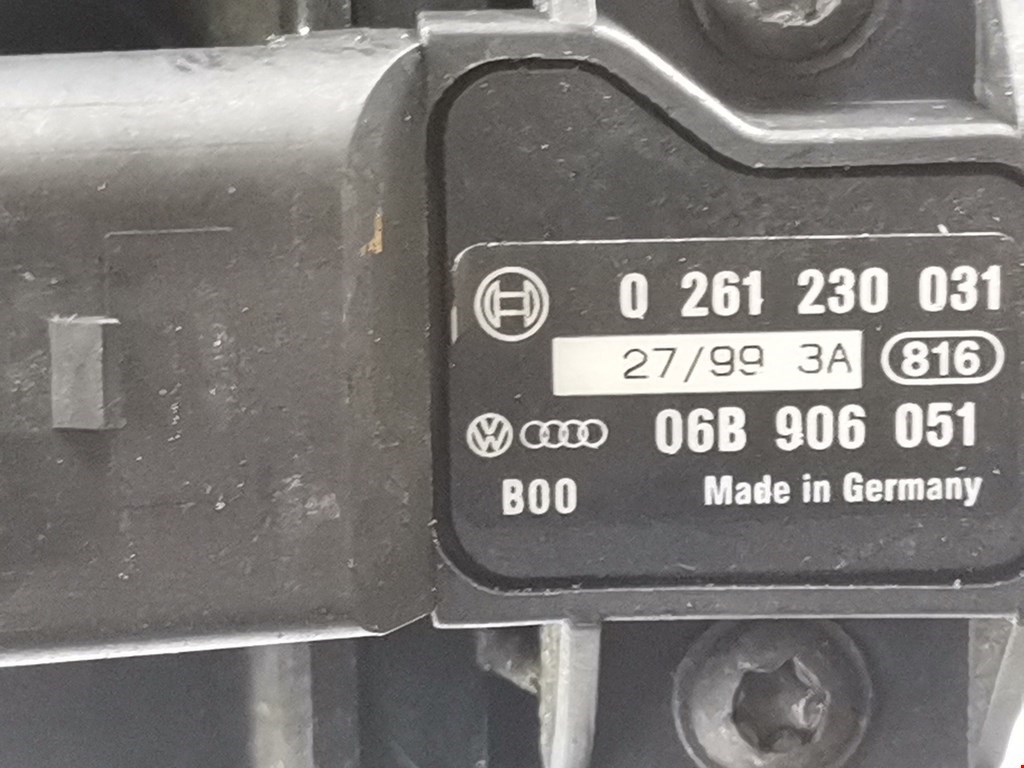 0 261 230 031
27/99 3A 816
06B 906 051
B00 Made in Germany